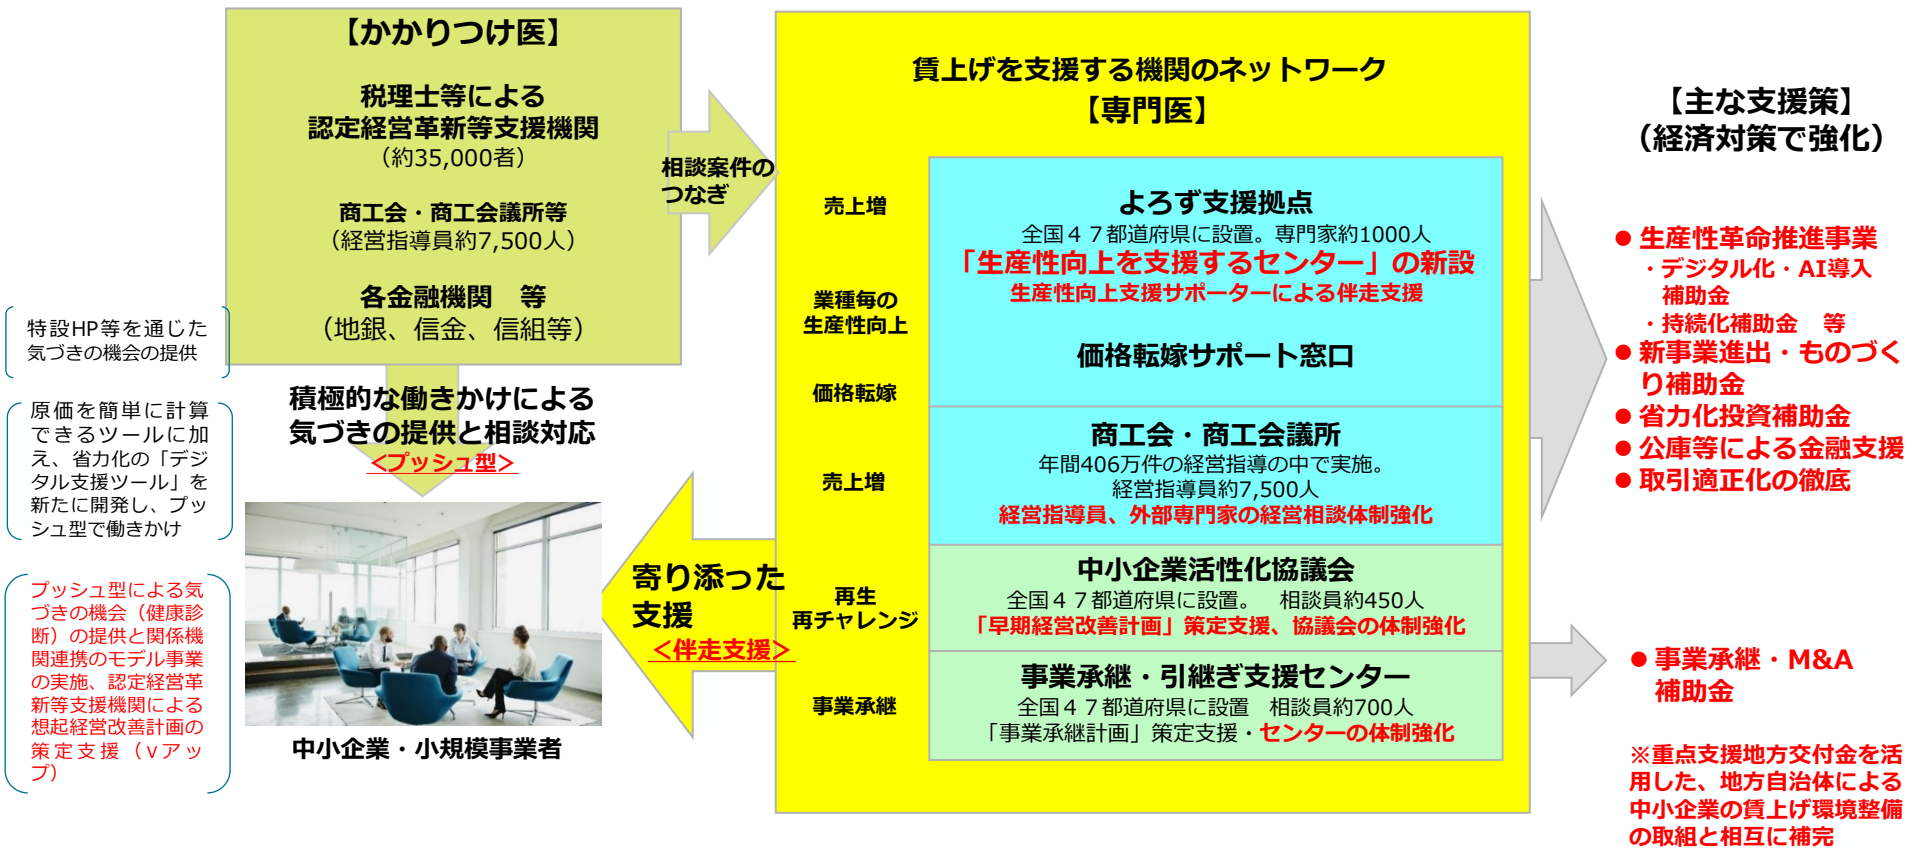 【かかりつけ医】
税理士等による
認定経営革新等支援機関
（約35,000者）
商工会・商工会議所等
（経営指導員約7,500人）
各金融機関　等
（地銀、信金、信組等）
特設HP等を通じた
気づきの機会の提供
原価を簡単に計算
できるツールに加
え、省力化の「デジ
タル支援ツール」を
新たに開発し、プッ
シュ型で働きかけ
プッシュ型による気
づきの機会（健康診
断）の提供と関係機
関連携のモデル事業
の実施、認定経営革
新等支援機関による
想起経営改善計画の
策定支援（Vアッ
プ）
積極的な働きかけによる
気づきの提供と相談対応
<プッシュ型>
中小企業・小規模事業者
相談案件の
つなぎ
寄り添った
支援
<伴走支援>
賃上げを支援する機関のネットワーク
【専門医】
売上増
業種毎の
生産性向上
価格転嫁
売上増
再生
再チャレンジ
事業承継
よろず支援拠点
全国４７都道府県に設置。専門家約1000人
「生産性向上を支援するセンター」の新設
生産性向上支援サポーターによる伴走支援
価格転嫁サポート窓口
商工会・商工会議所
年間406万件の経営指導の中で実施。
経営指導員約7,500人
経営指導員、外部専門家の経営相談体制強化
中小企業活性化協議会
全国４７都道府県に設置。　相談員約450人
「早期経営改善計画」策定支援、協議会の体制強化
事業承継・引継ぎ支援センター
全国４７都道府県に設置　相談員約700人
「事業承継計画」策定支援・センターの体制強化
【主な支援策】
（経済対策で強化）
●生産性革命推進事業
・デジタル化・AI導入
補助金
・持続化補助金　等
●新事業進出・ものづく
り補助金
●省力化投資補助金
●公庫等による金融支援
●取引適正化の徹底
●事業承継・M&A
補助金
※重点支援地方交付金を活
用した、地方自治体による
中小企業の賃上げ環境整備
の取組と相互に補完